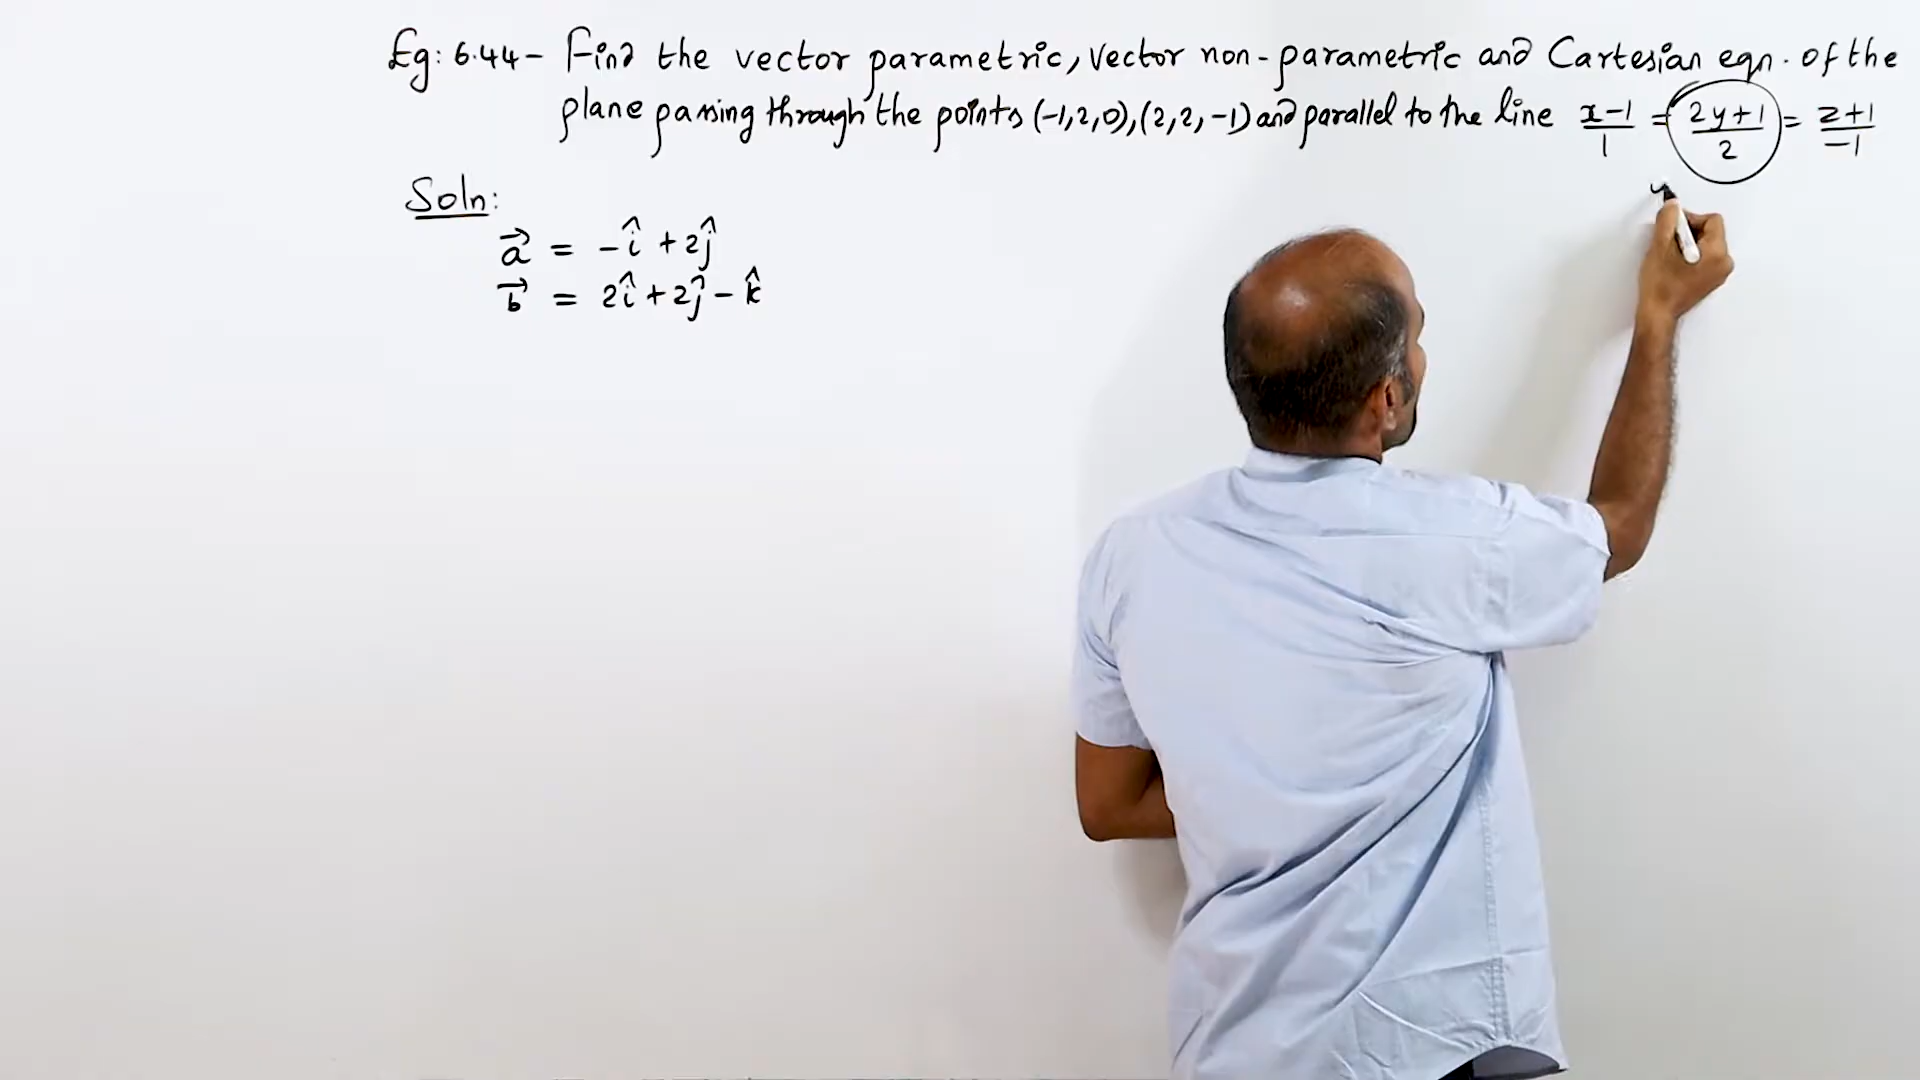 Eg: 6.44 - Find the vector parametric, vector non-parametric and Cartesian eqn. of the
plane passing through the points (-1,2,0), (2,2,-1) and parallel to the line (x-1)/1 = (2y+1)/2 = (z+1)/-1
Soln:
a⃗ = -î + 2ĵ
b⃗ = 2î + 2ĵ - k̂